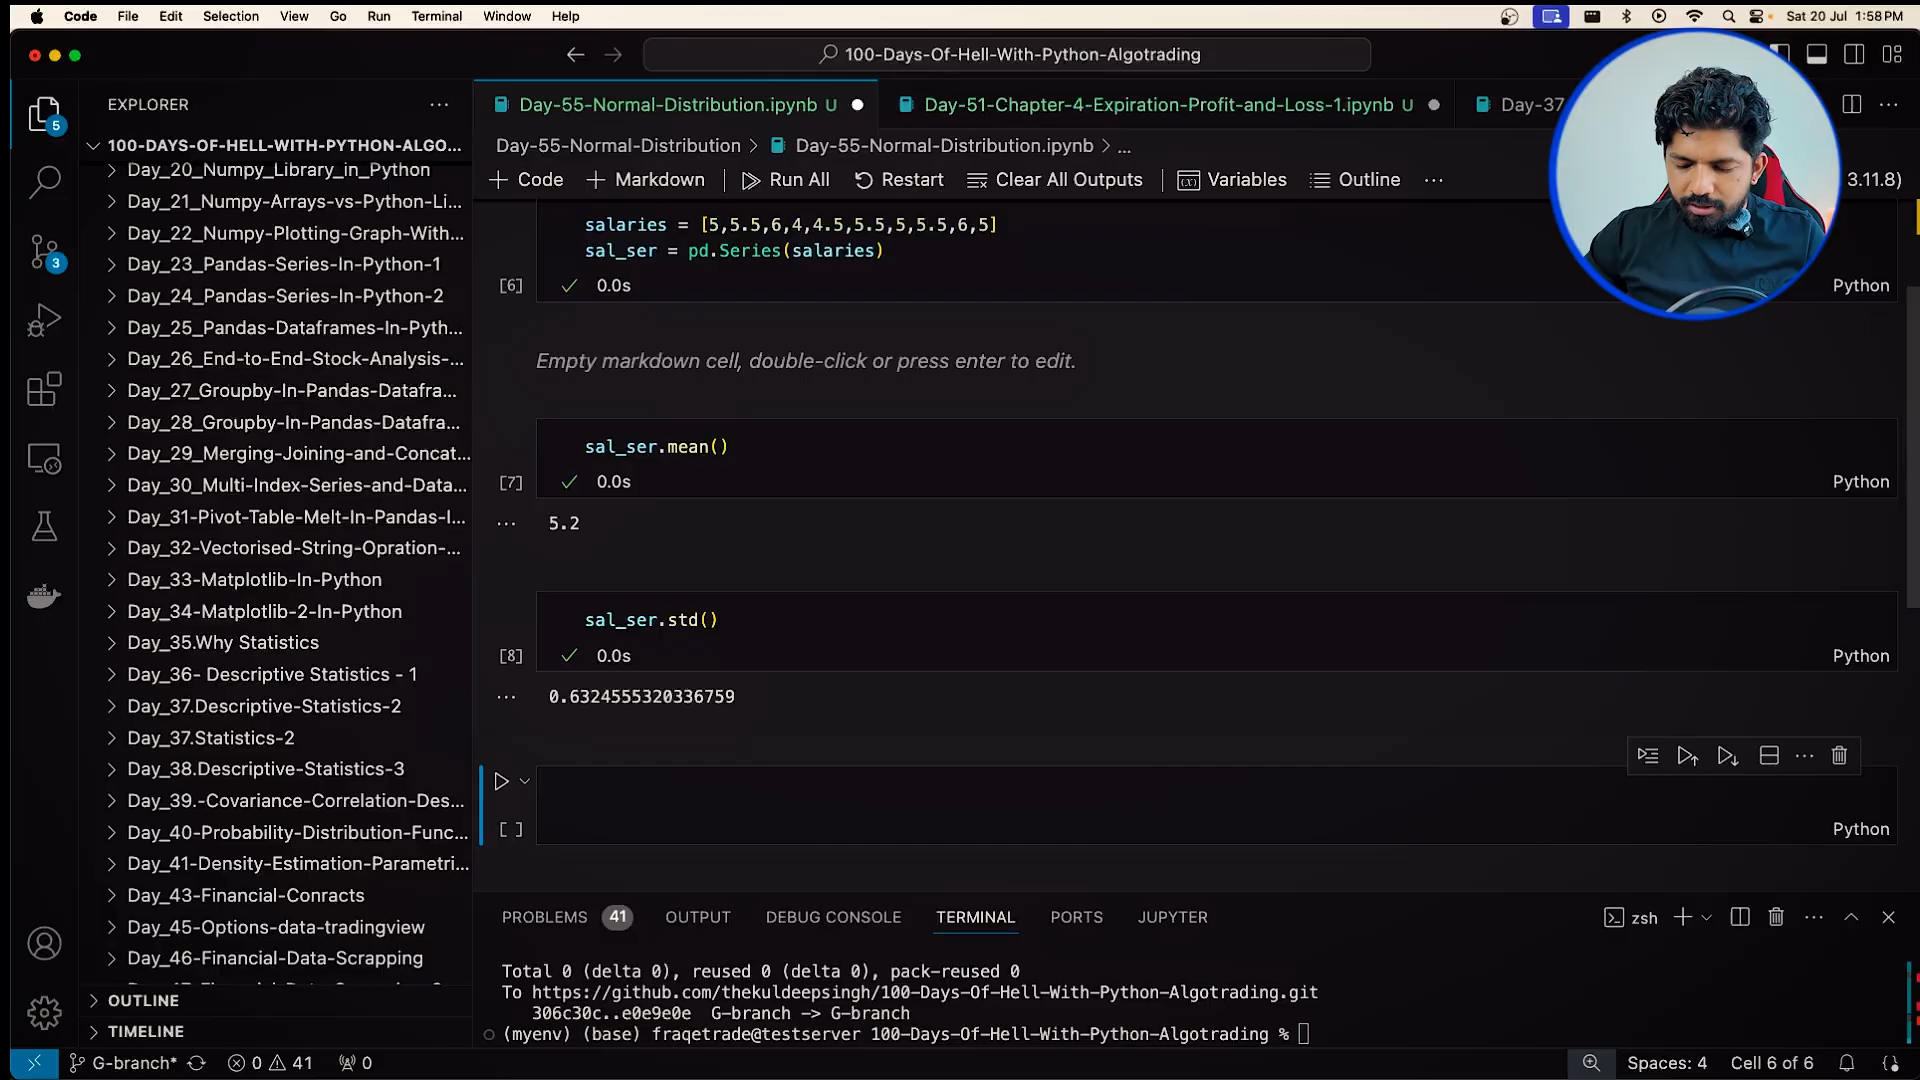 Code File Edit Selection View Go Run Terminal Window Help
Sat 20 Jul 1:58PM
100-Days-Of-Hell-With-Python-Algotrading
EXPLORER
Day-55-Normal-Distribution.ipynb U
Day-51-Chapter-4-Expiration-Profit-and-Loss-1.ipynb U
Day-37
100-DAYS-OF-HELL-WITH-PYTHON-ALGO...
Day-55-Normal-Distribution > Day-55-Normal-Distribution.ipynb > ...
+ Code + Markdown Run All Restart Clear All Outputs Variables Outline ...
3.11.8)
Day_20_Numpy_Library_in_Python
Day_21_Numpy-Arrays-vs-Python-Li...
Day_22_Numpy-Plotting-Graph-With...
Day_23_Pandas-Series-In-Python-1
Day_24_Pandas-Series-In-Python-2
Day_25_Pandas-Dataframes-In-Pyth...
Day_26_End-to-End-Stock-Analysis-...
Day_27_Groupby-In-Pandas-Datafra...
Day_28_Groupby-In-Pandas-Datafra...
Day_29_Merging-Joining-and-Concat...
Day_30_Multi-Index-Series-and-Data...
Day_31-Pivot-Table-Melt-In-Pandas-I...
Day_32-Vectorised-String-Opration-...
Day_33-Matplotlib-In-Python
Day_34-Matplotlib-2-In-Python
Day_35.Why Statistics
Day_36- Descriptive Statistics - 1
Day_37.Descriptive-Statistics-2
Day_37.Statistics-2
Day_38.Descriptive-Statistics-3
Day_39.-Covariance-Correlation-Des...
Day_40-Probability-Distribution-Func...
Day_41-Density-Estimation-Parametri...
Day_43-Financial-Conracts
Day_45-Options-data-tradingview
Day_46-Financial-Data-Scrapping
OUTLINE
TIMELINE
5
3
salaries = [5,5.5,6,4,4.5,5.5,5,5.5,6,5]
sal_ser = pd.Series(salaries)
[6] 0.0s Python
Empty markdown cell, double-click or press enter to edit.
sal_ser.mean()
[7] 0.0s Python
... 5.2
sal_ser.std()
[8] 0.0s Python
... 0.6324555320336759
[ ] Python
PROBLEMS 41 OUTPUT DEBUG CONSOLE TERMINAL PORTS JUPYTER
zsh
Total 0 (delta 0), reused 0 (delta 0), pack-reused 0
To https://github.com/thekuldeepsingh/100-Days-Of-Hell-With-Python-Algotrading.git
306c30c..e0e9e0e G-branch -> G-branch
(myenv) (base) fraqetrade@testserver 100-Days-Of-Hell-With-Python-Algotrading %
G-branch* 0 41 0
Spaces: 4 Cell 6 of 6